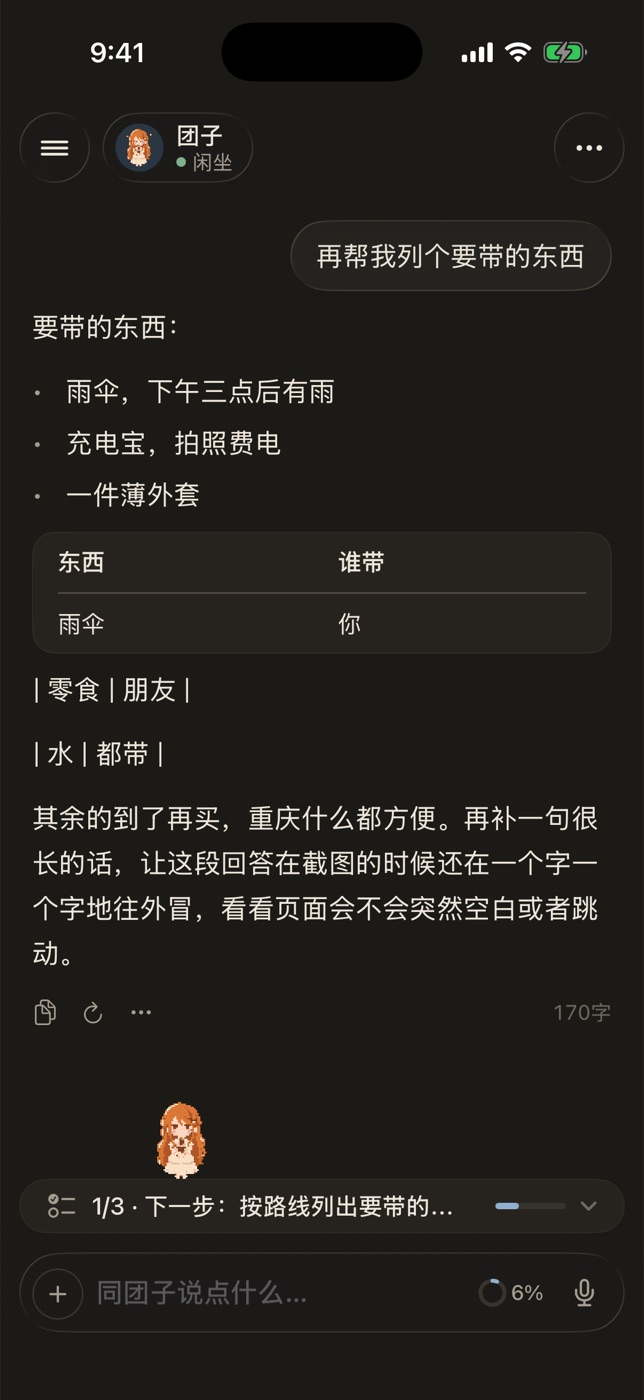 9:41
团子
闲坐
再帮我列个要带的东西
要带的东西：
• 雨伞，下午三点后有雨
• 充电宝，拍照费电
• 一件薄外套
东西 谁带
雨伞 你
| 零食 | 朋友 |
| 水 | 都带 |
其余的到了再买，重庆什么都方便。再补一句很
长的话，让这段回答在截图的时候还在一个字一
个字地往外冒，看看页面会不会突然空白或者跳
动。
170字
1/3 · 下一步：按路线列出要带的...
同团子说点什么...
6%